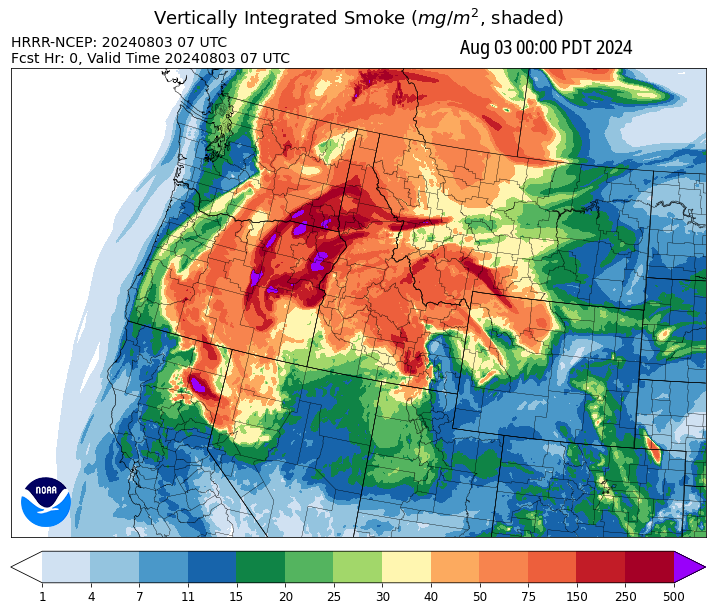 Vertically Integrated Smoke (mg/m², shaded)
HRRR-NCEP: 20240803 07 UTC
Aug 03 00:00 PDT 2024
Fcst Hr: 0, Valid Time 20240803 07 UTC
NOAA
1 4 7 11 15 20 25 30 40 50 75 150 250 500